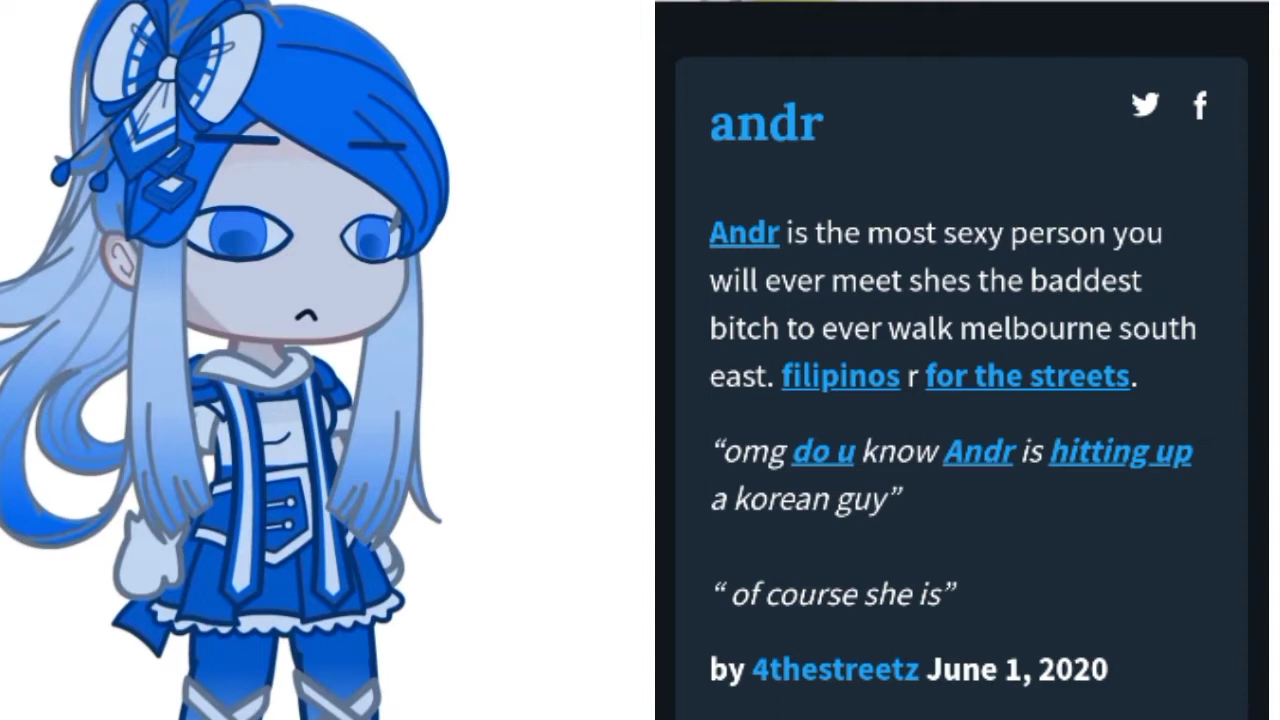 andr
Andr is the most sexy person you
will ever meet shes the baddest
bitch to ever walk melbourne south
east. filipinos r for the streets.
“omg do u know Andr is hitting up
a korean guy”
“ of course she is”
by 4thestreetz June 1, 2020